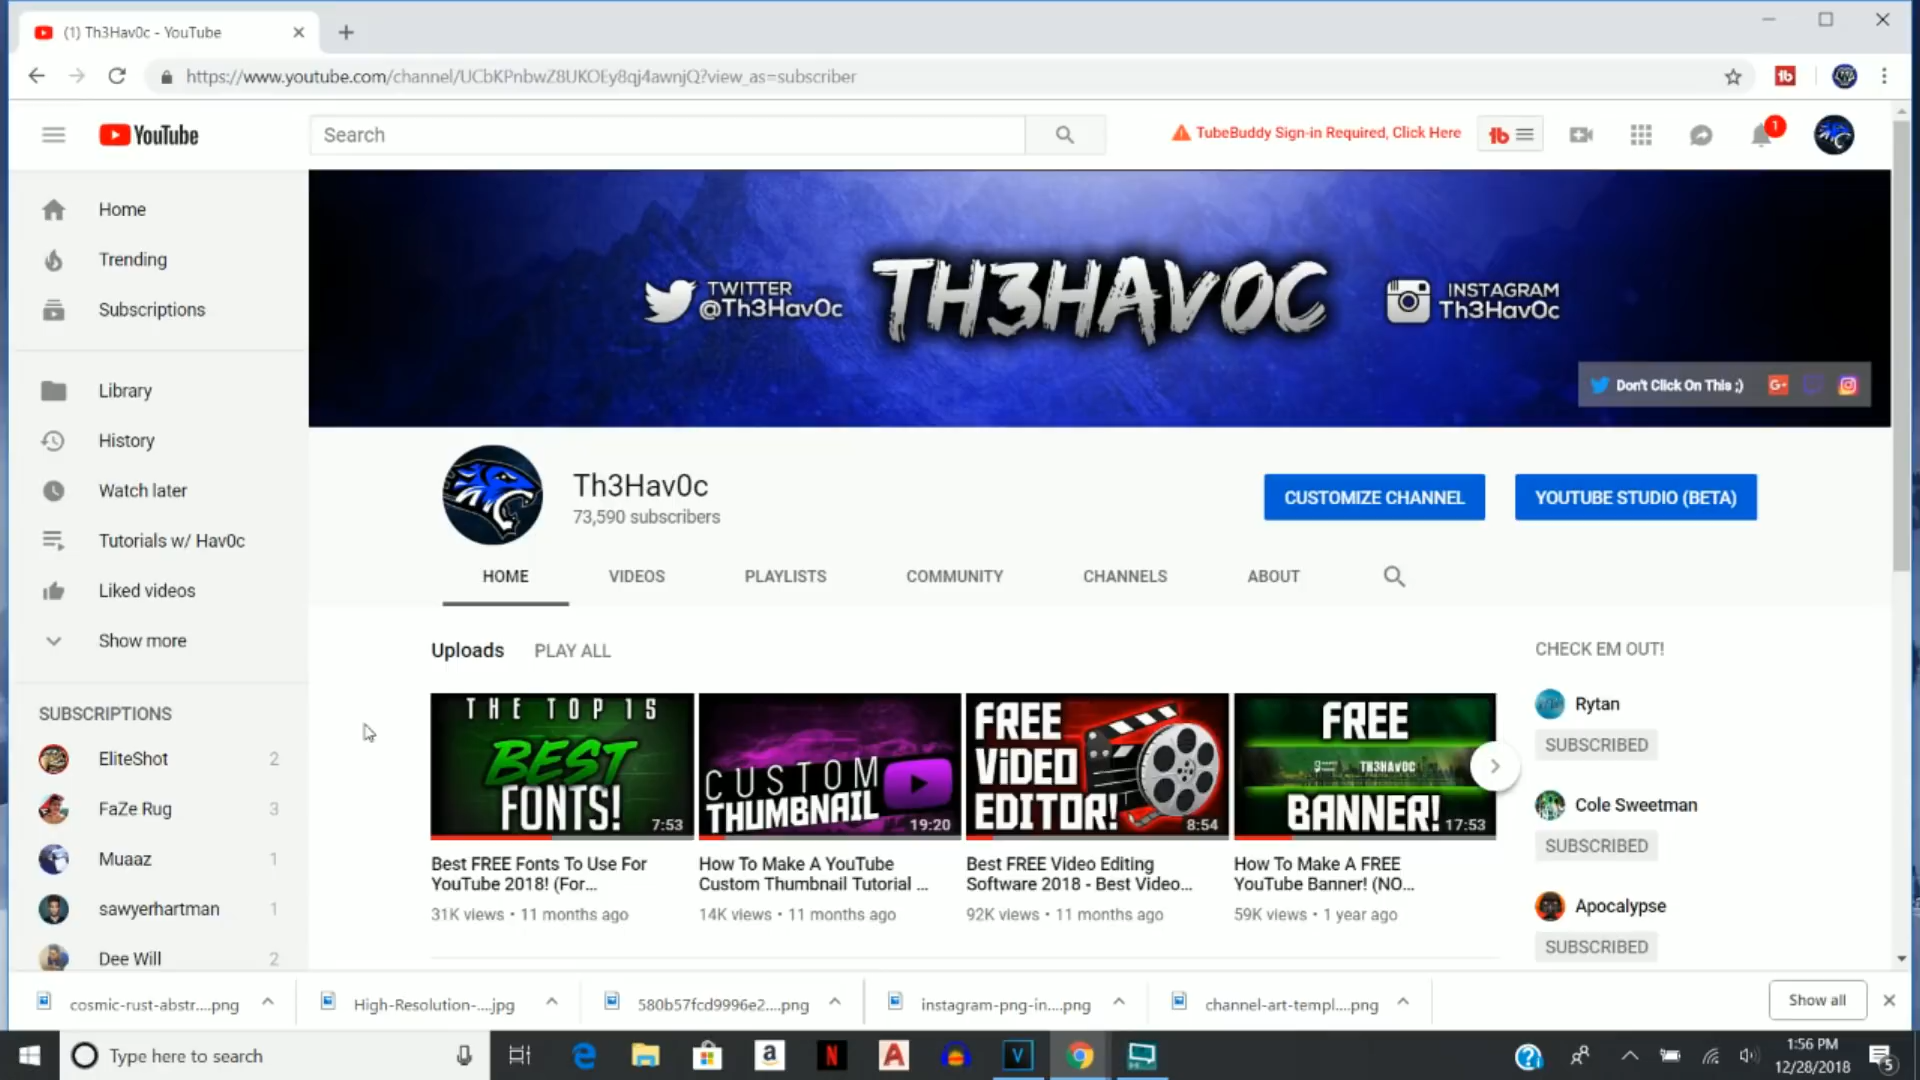 (1) Th3Hav0c - YouTube
https://www.youtube.com/channel/UCbKPnbwZ8UKOEy8qj4awnjQ?view_as=subscriber
YouTube
Search
TubeBuddy Sign-in Required, Click Here
1
Home
Trending
Subscriptions
Library
History
Watch later
Tutorials w/ Hav0c
Liked videos
Show more
SUBSCRIPTIONS
EliteShot 2
FaZe Rug 3
Muaaz 1
sawyerhartman 1
Dee Will 2
TWITTER
@Th3Hav0c
TH3HAV0C
INSTAGRAM
Th3Hav0c
Don't Click On This ;)
G+
Th3Hav0c
73,590 subscribers
CUSTOMIZE CHANNEL
YOUTUBE STUDIO (BETA)
HOME VIDEOS PLAYLISTS COMMUNITY CHANNELS ABOUT
Uploads PLAY ALL
THE TOP 15
BEST
FONTS!
7:53
Best FREE Fonts To Use For
YouTube 2018! (For...
31K views • 11 months ago
CUSTOM
THUMBNAIL
19:20
How To Make A YouTube
Custom Thumbnail Tutorial ...
14K views • 11 months ago
FREE
VIDEO
EDITOR!
8:54
Best FREE Video Editing
Software 2018 - Best Video...
92K views • 11 months ago
FREE
TH3HAVOC
BANNER!
17:53
How To Make A FREE
YouTube Banner! (NO...
59K views • 1 year ago
CHECK EM OUT!
Rytan
SUBSCRIBED
Cole Sweetman
SUBSCRIBED
Apocalypse
SUBSCRIBED
cosmic-rust-abstr....png
High-Resolution-....jpg
580b57fcd9996e2....png
instagram-png-in....png
channel-art-templ....png
Show all
Type here to search
1:56 PM
12/28/2018
5